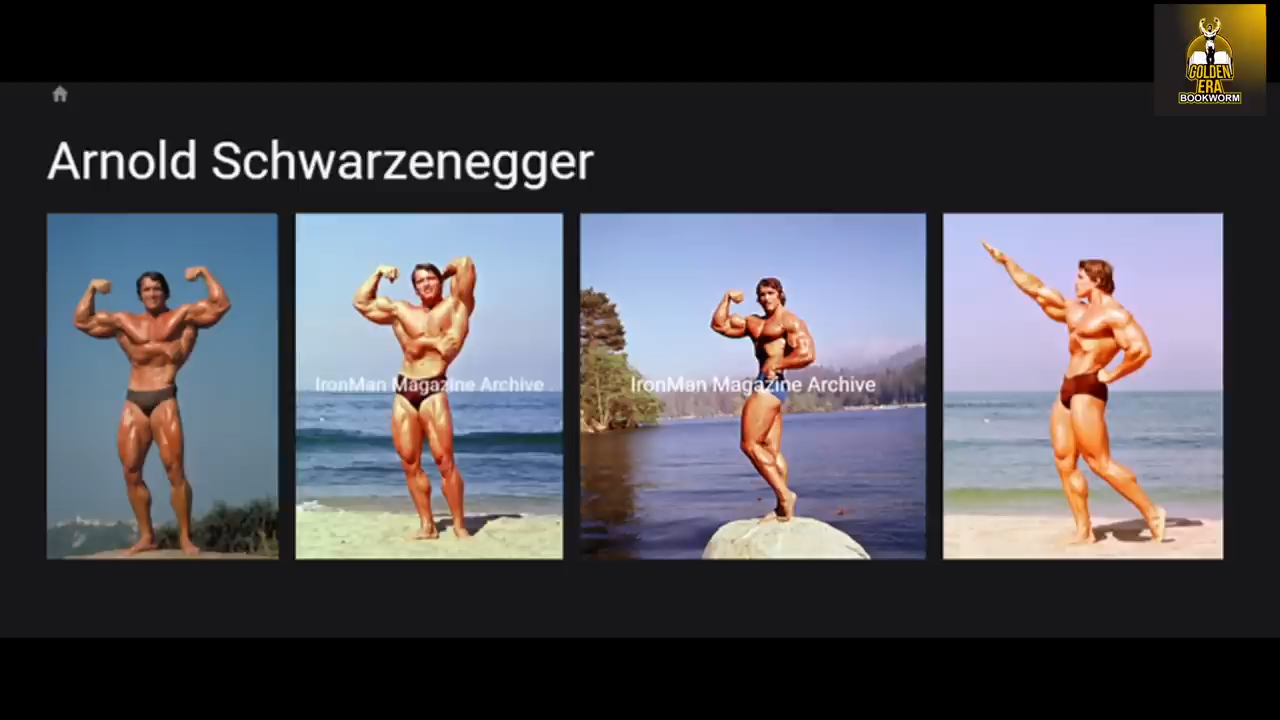 GOLDEN
ERA
BOOKWORM
Arnold Schwarzenegger
IronMan Magazine Archive
IronMan Magazine Archive